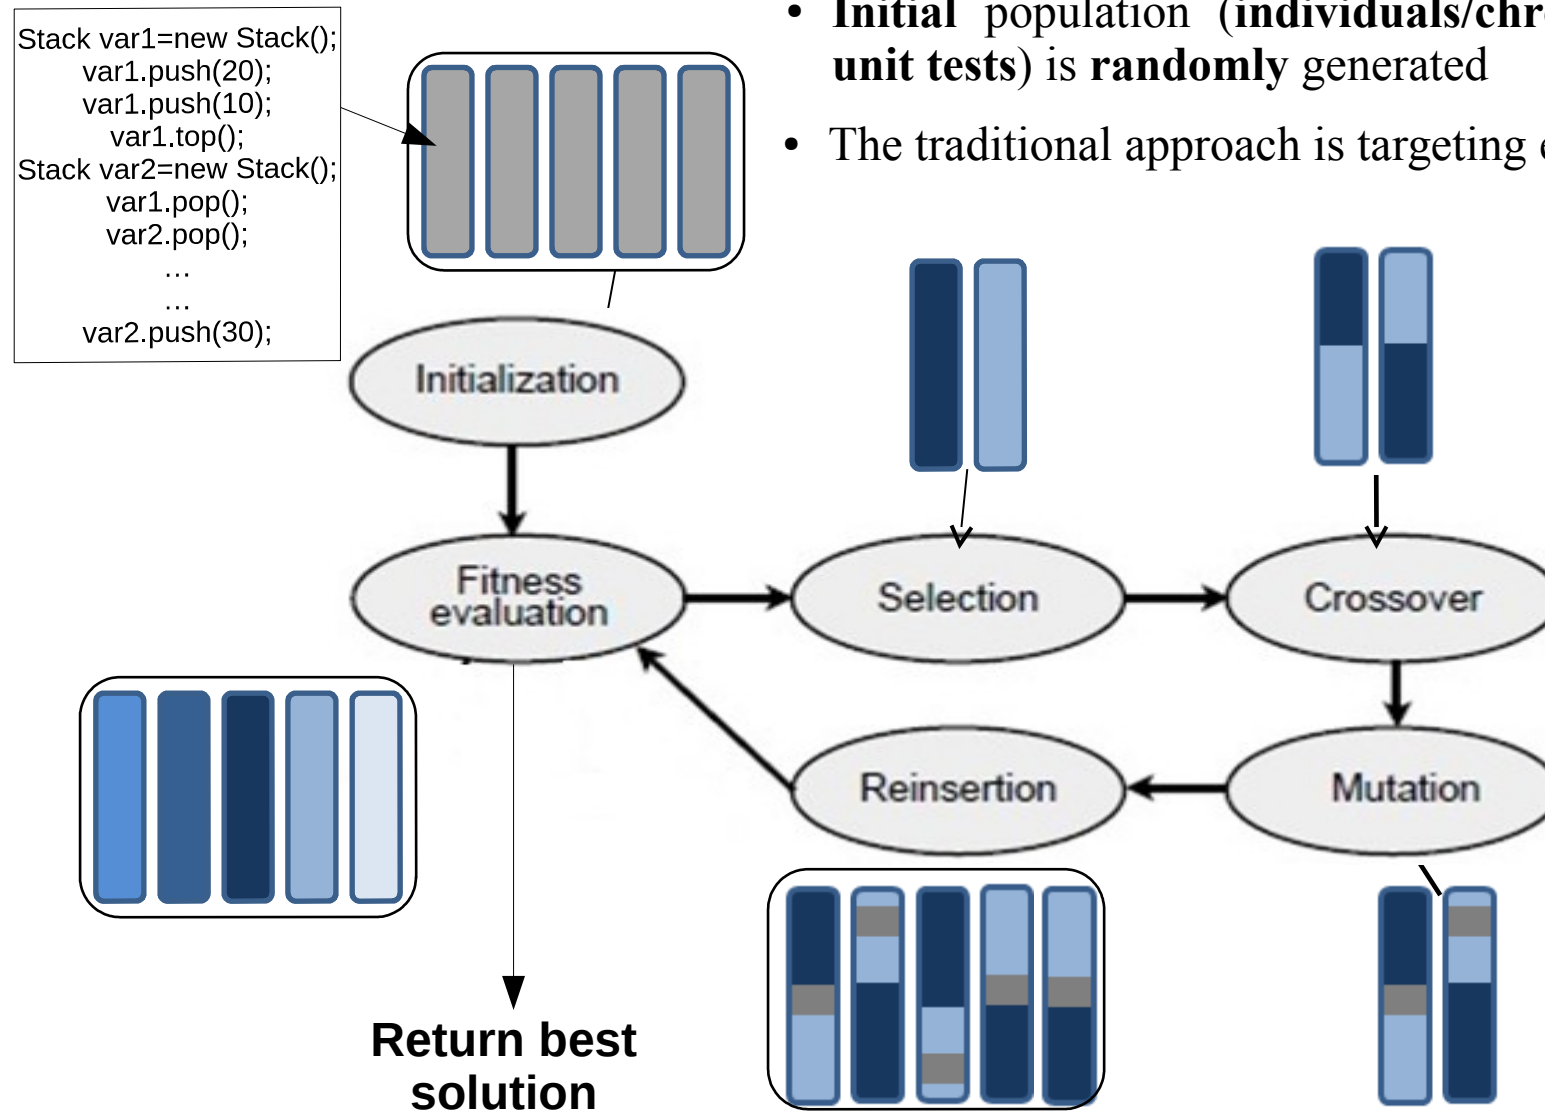 Stack var1=new Stack();
var1.push(20);
var1.push(10);
var1.top();
Stack var2=new Stack();
var1.pop();
var2.pop();
...
...
var2.push(30);
• Initial population (individuals/chr
unit tests) is randomly generated
• The traditional approach is targeting
Initialization
Fitness
evaluation
Selection
Crossover
Reinsertion
Mutation
Return best
solution